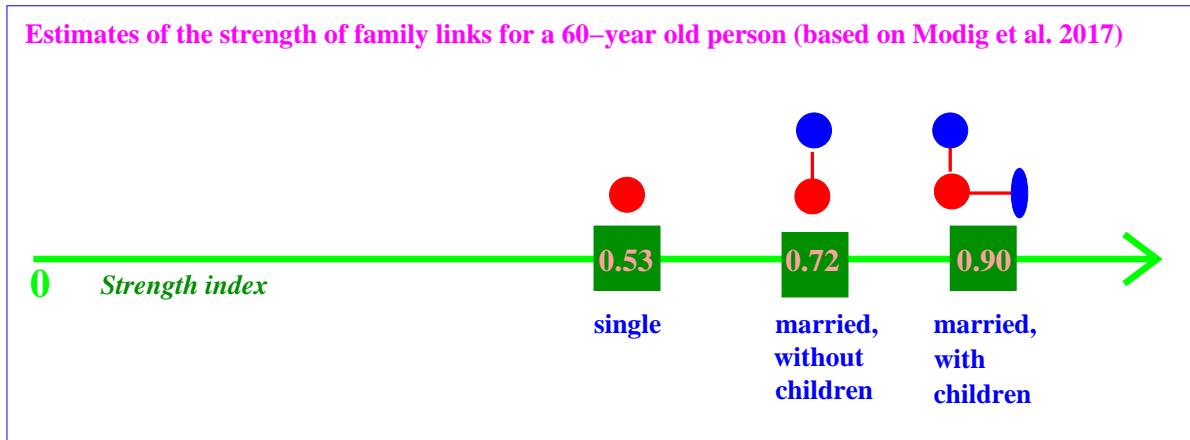 Estimates of the strength of family links for a 60−year old person (based on Modig et al. 2017)
0.53
0.72
0.90
0
Strength index
single
married,
without
children
married,
with
children